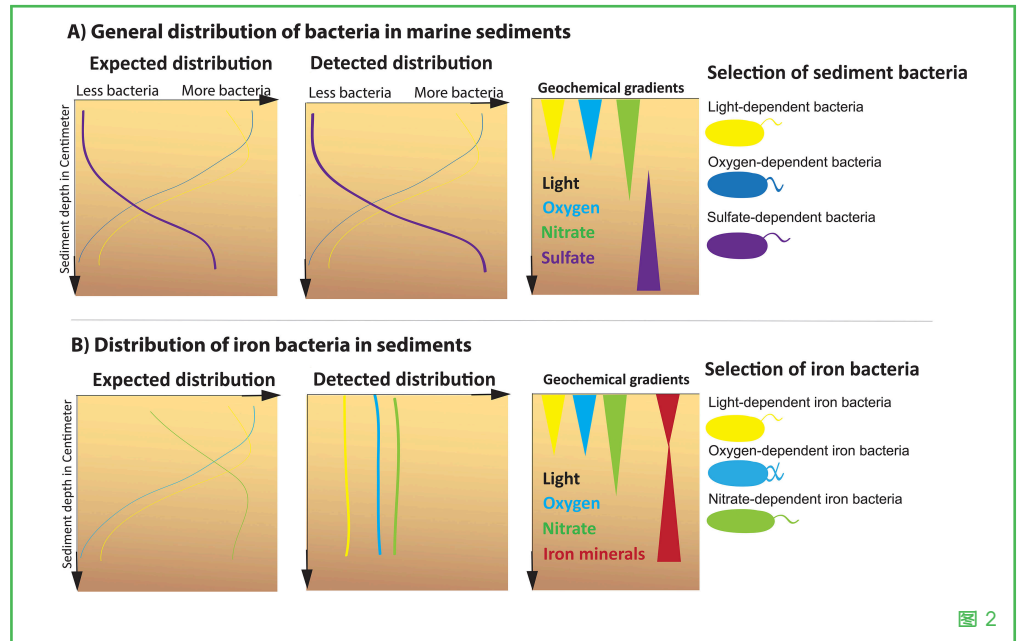 A) General distribution of bacteria in marine sediments
Expected distribution
Less bacteria More bacteria
Sediment depth in Centimeter
Detected distribution
Less bacteria More bacteria
Geochemical gradients
Light
Oxygen
Nitrate
Sulfate
Selection of sediment bacteria
Light-dependent bacteria
Oxygen-dependent bacteria
Sulfate-dependent bacteria
B) Distribution of iron bacteria in sediments
Expected distribution
Sediment depth in Centimeter
Detected distribution
Geochemical gradients
Light
Oxygen
Nitrate
Iron minerals
Selection of iron bacteria
Light-dependent iron bacteria
Oxygen-dependent iron bacteria
Nitrate-dependent iron bacteria
图 2